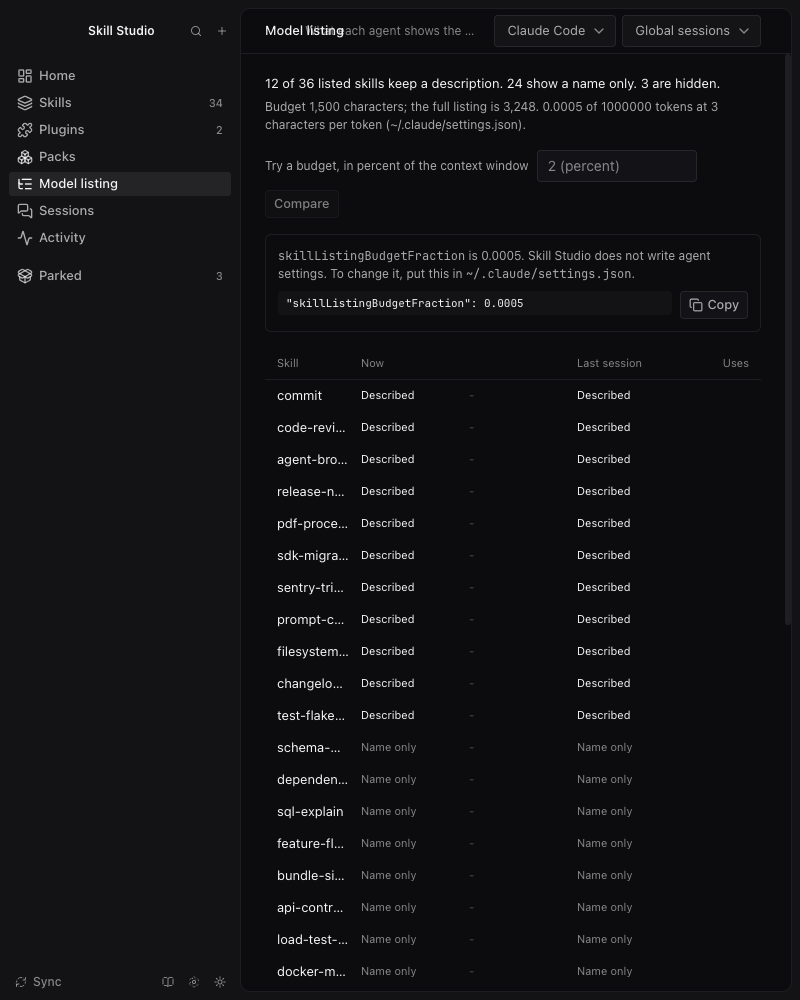 Skill Studio
Home
Skills 34
Plugins 2
Packs
Model listing
Sessions
Activity
Parked 3
Sync
Model listing
each agent shows the ...
Claude Code
Global sessions
12 of 36 listed skills keep a description. 24 show a name only. 3 are hidden.
Budget 1,500 characters; the full listing is 3,248. 0.0005 of 1000000 tokens at 3
characters per token (~/.claude/settings.json).
Try a budget, in percent of the context window 2 (percent)
Compare
skillListingBudgetFraction is 0.0005. Skill Studio does not write agent
settings. To change it, put this in ~/.claude/settings.json.
"skillListingBudgetFraction": 0.0005
Copy
Skill Now Last session Uses
commit Described - Described
code-revi... Described - Described
agent-bro... Described - Described
release-n... Described - Described
pdf-proce... Described - Described
sdk-migra... Described - Described
sentry-tri... Described - Described
prompt-c... Described - Described
filesystem... Described - Described
changelo... Described - Described
test-flake... Described - Described
schema-... Name only - Name only
dependen... Name only - Name only
sql-explain Name only - Name only
feature-fl... Name only - Name only
bundle-si... Name only - Name only
api-contr... Name only - Name only
load-test-... Name only - Name only
docker-m... Name only - Name only